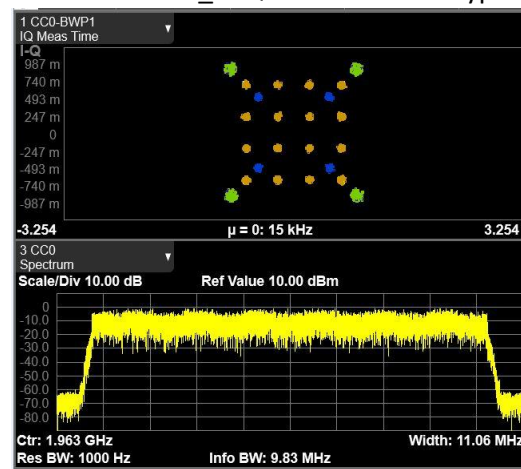 1 CC0-BWP1
IQ Meas Time
I-Q
987 m
740 m
493 m
247 m
0
-247 m
-493 m
-740 m
-987 m
-3.254 μ = 0: 15 kHz 3.254
3 CC0
Spectrum
Scale/Div 10.00 dB Ref Value 10.00 dBm
0
-10.0
-20.0
-30.0
-40.0
-50.0
-60.0
-70.0
-80.0
Ctr: 1.963 GHz Width: 11.06 MHz
Res BW: 1000 Hz Info BW: 9.83 MHz